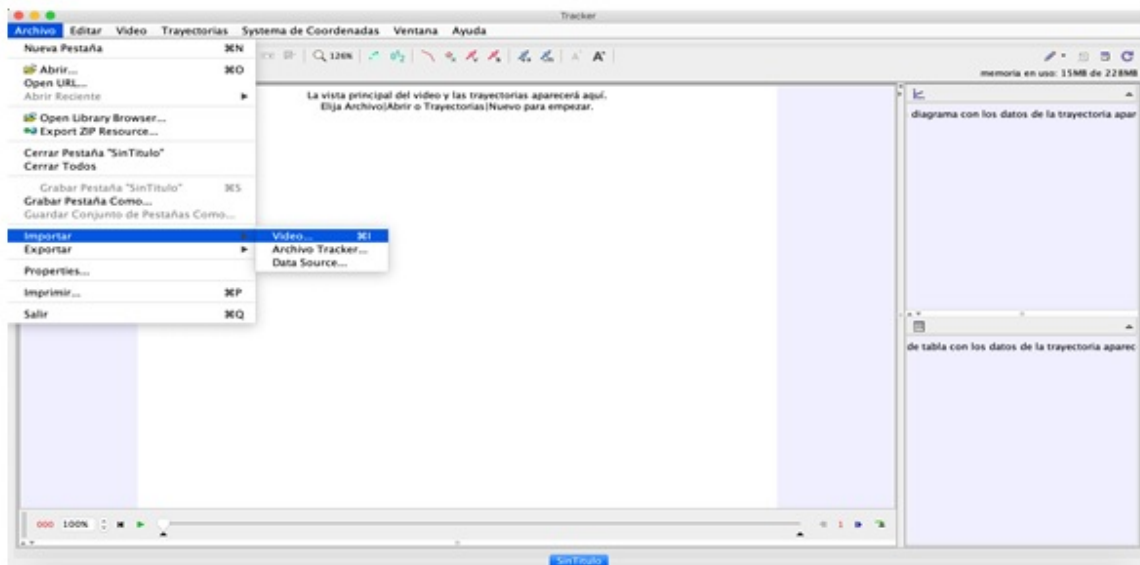 Tracker
Archivo Editar Video Trayectorias Systema de Coordenadas Ventana Ayuda
Nueva Pestaña ⌘N
Abrir... ⌘O
Open URL...
Abrir Reciente
Open Library Browser...
Export ZIP Resource...
Cerrar Pestaña "SinTitulo"
Cerrar Todos
Grabar Pestaña "SinTitulo" ⌘S
Grabar Pestaña Como...
Guardar Conjunto de Pestañas Como...
Importar
Exportar
Properties...
Imprimir... ⌘P
Salir ⌘Q
Video... ⌘I
Archivo Tracker...
Data Source...
126%
memoria en uso: 15MB de 228MB
La vista principal del video y las trayectorias aparecerá aquí.
Elija Archivo|Abrir o Trayectorias|Nuevo para empezar.
diagrama con los datos de la trayectoria apar
de tabla con los datos de la trayectoria aparec
000 100% 1
SinTitulo